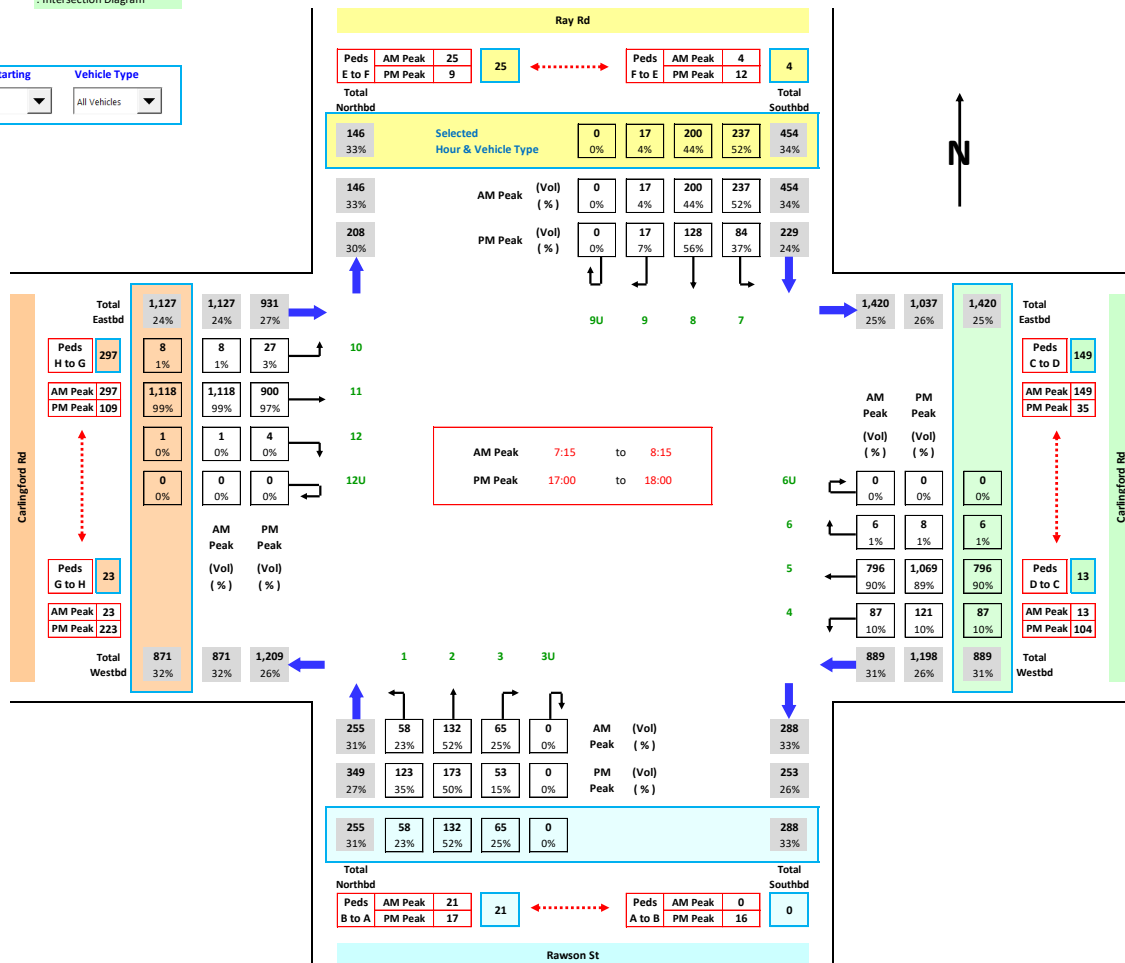 : Intersection Diagram
Ray Rd
Peds E to F AM Peak 25 PM Peak 9 25
Peds F to E AM Peak 4 PM Peak 12 4
Vehicle Type
All Vehicles
Total Northbd
Total Southbd
146 33% Selected Hour & Vehicle Type 0 0% 17 4% 200 44% 237 52% 454 34%
N
146 33% AM Peak (Vol) ( % ) 0 0% 17 4% 200 44% 237 52% 454 34%
208 30% PM Peak (Vol) ( % ) 0 0% 17 7% 128 56% 84 37% 229 24%
9U 9 8 7
Carlingford Rd
Total Eastbd 1,127 24% 1,127 24% 931 27%
Peds H to G 297
8 1% 8 1% 27 3% 10
AM Peak 297
PM Peak 109
1,118 99% 1,118 99% 900 97% 11
1 0% 1 0% 4 0% 12
0 0% 0 0% 0 0% 12U
AM Peak (Vol) ( % )
PM Peak (Vol) ( % )
Peds G to H 23
AM Peak 23
PM Peak 223
Total Westbd 871 32% 871 32% 1,209 26%
AM Peak 7:15 to 8:15
PM Peak 17:00 to 18:00
1,420 25% 1,037 26% 1,420 25% Total Eastbd
Peds C to D 149
AM Peak 149
PM Peak 35
AM Peak (Vol) ( % )
PM Peak (Vol) ( % )
6U 0 0% 0 0% 0 0%
6 6 1% 8 1% 6 1%
5 796 90% 1,069 89% 796 90%
4 87 10% 121 10% 87 10%
Peds D to C 13
AM Peak 13
PM Peak 104
889 31% 1,198 26% 889 31% Total Westbd
Carlingford Rd
1 2 3 3U
255 31% 58 23% 132 52% 65 25% 0 0% AM Peak (Vol) ( % ) 288 33%
349 27% 123 35% 173 50% 53 15% 0 0% PM Peak (Vol) ( % ) 253 26%
255 31% 58 23% 132 52% 65 25% 0 0% 288 33%
Total Northbd
Total Southbd
Peds B to A AM Peak 21 PM Peak 17 21
Peds A to B AM Peak 0 PM Peak 16 0
Rawson St